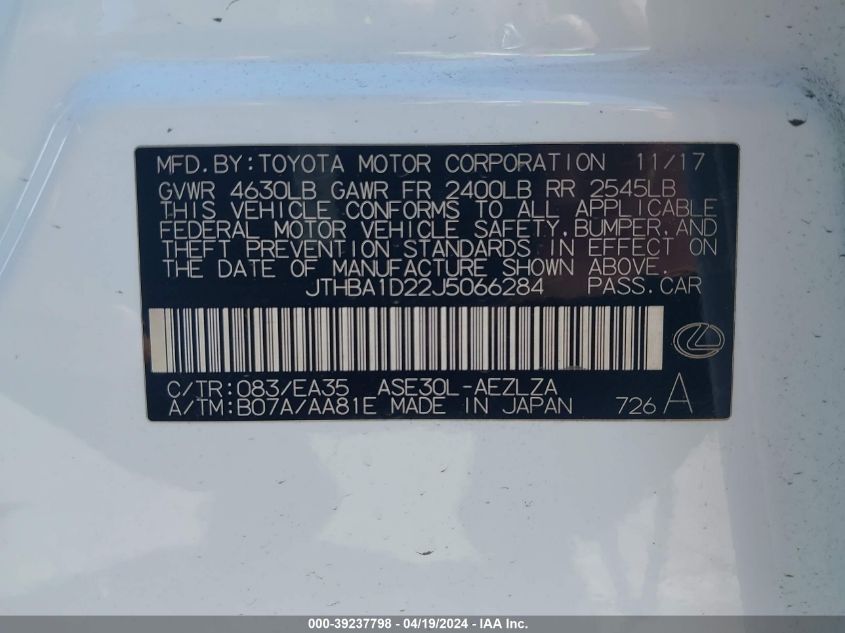 MFD.BY:TOYOTA MOTOR CORPORATION 11/17
GVWR 4630LB GAWR FR 2400LB RR 2545LB
THIS VEHICLE CONFORMS TO ALL APPLICABLE
FEDERAL MOTOR VEHICLE SAFETY,BUMPER,AND
THEFT PREVENTION STANDARDS IN EFFECT ON
THE DATE OF MANUFACTURE SHOWN ABOVE.
JTHBA1D22J5066284 PASS.CAR
C/TR:083/EA35 ASE30L-AEZLZA
A/TM:B07A/AA81E MADE IN JAPAN 726 A
000-39237798 - 04/19/2024 - IAA Inc.